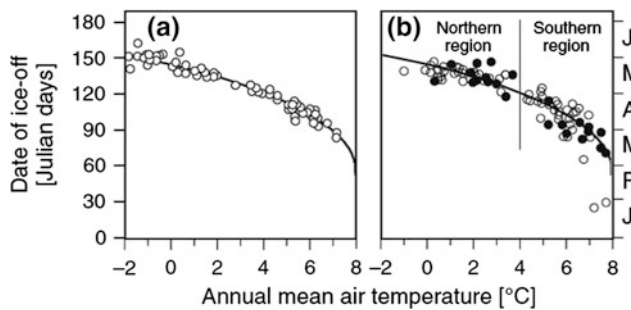 (a)
(b)
Northern region
Southern region
Date of ice-off
[Julian days]
180
150
120
90
60
30
0
J
M
A
M
F
J
−2 0 2 4 6 8
−2 0 2 4 6 8
Annual mean air temperature [°C]